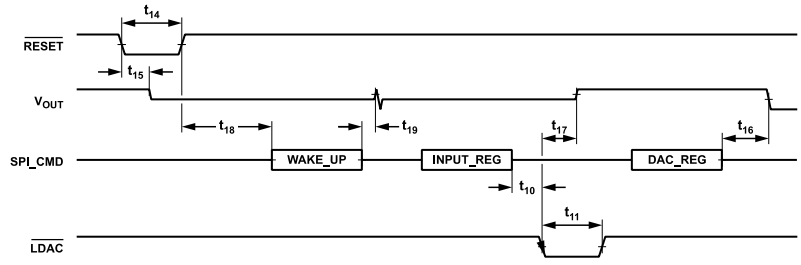 t14
RESET
t15
VOUT
t18
t19
t17
t16
SPI_CMD
WAKE_UP
INPUT_REG
DAC_REG
t10
t11
LDAC